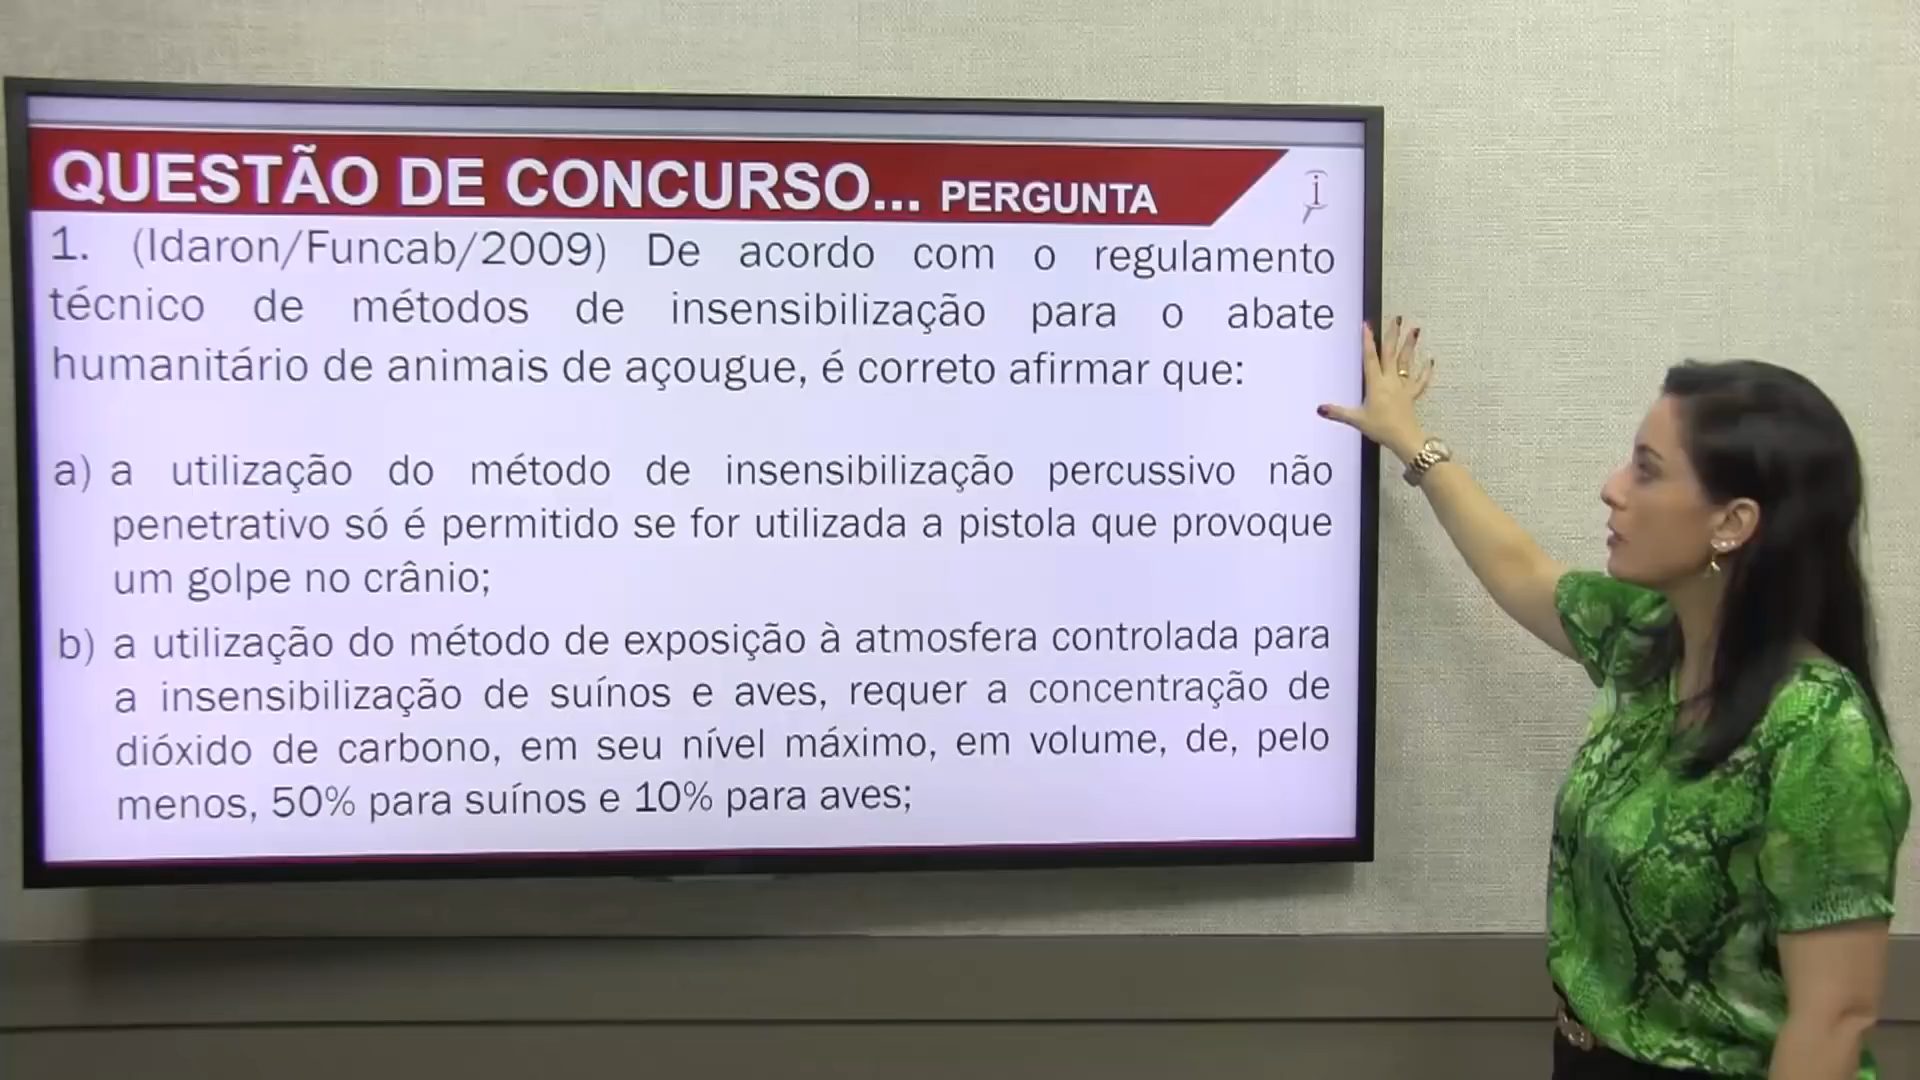 QUESTÃO DE CONCURSO... PERGUNTA
1. (Idaron/Funcab/2009) De acordo com o regulamento
técnico de métodos de insensibilização para o abate
humanitário de animais de açougue, é correto afirmar que:
a) a utilização do método de insensibilização percussivo não
penetrativo só é permitido se for utilizada a pistola que provoque
um golpe no crânio;
b) a utilização do método de exposição à atmosfera controlada para
a insensibilização de suínos e aves, requer a concentração de
dióxido de carbono, em seu nível máximo, em volume, de, pelo
menos, 50% para suínos e 10% para aves;